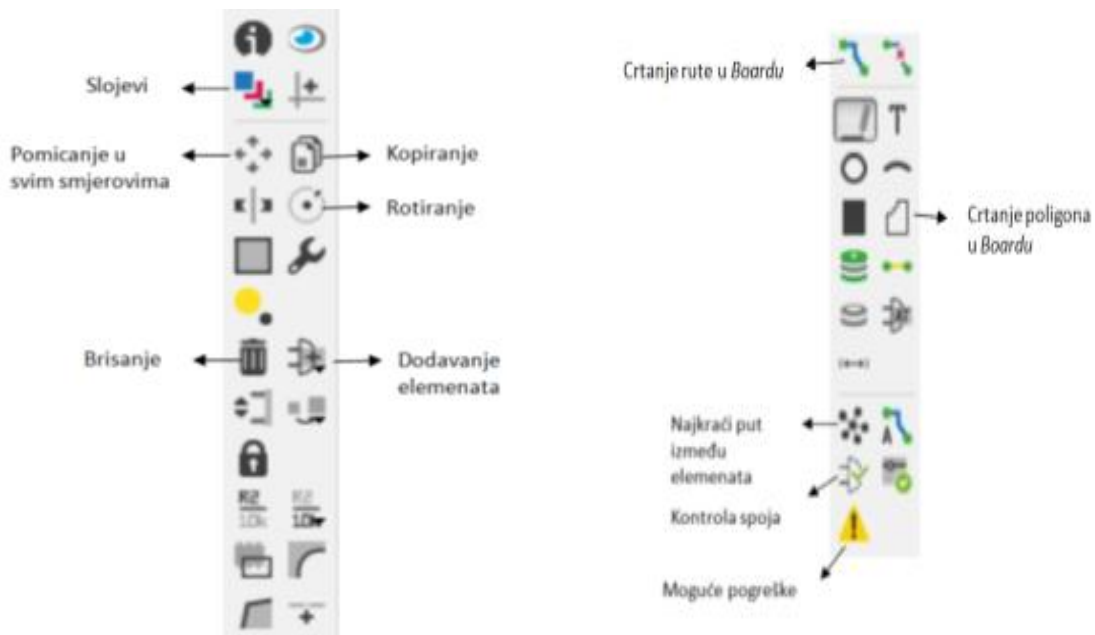 Slojevi
Pomicanje u
svim smjerovima
Kopiranje
Rotiranje
Brisanje
Dodavanje
elemenata
R2
10k
R2
10k
Crtanje rute u Boardu
T
Crtanje poligona
u Boardu
A
Najkraći put
između
elemenata
Kontrola spoja
Moguće pogreške